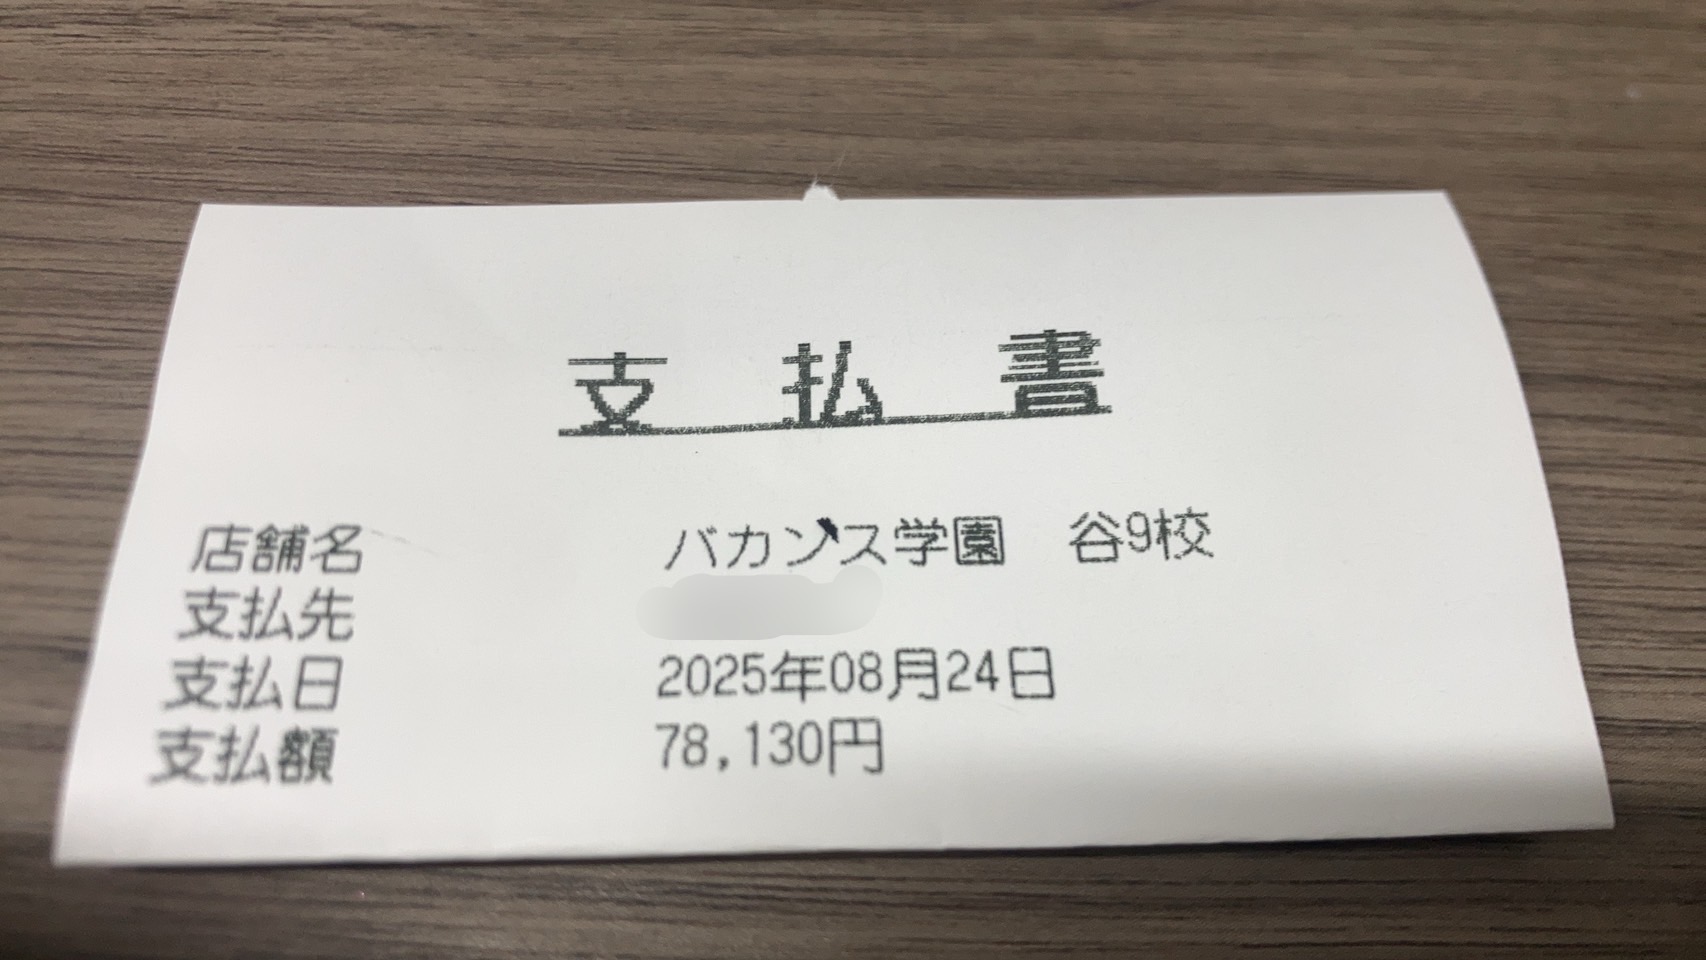 支払書
店舗名 バカンス学園 谷9校
支払先
支払日 2025年08月24日
支払額 78,130円